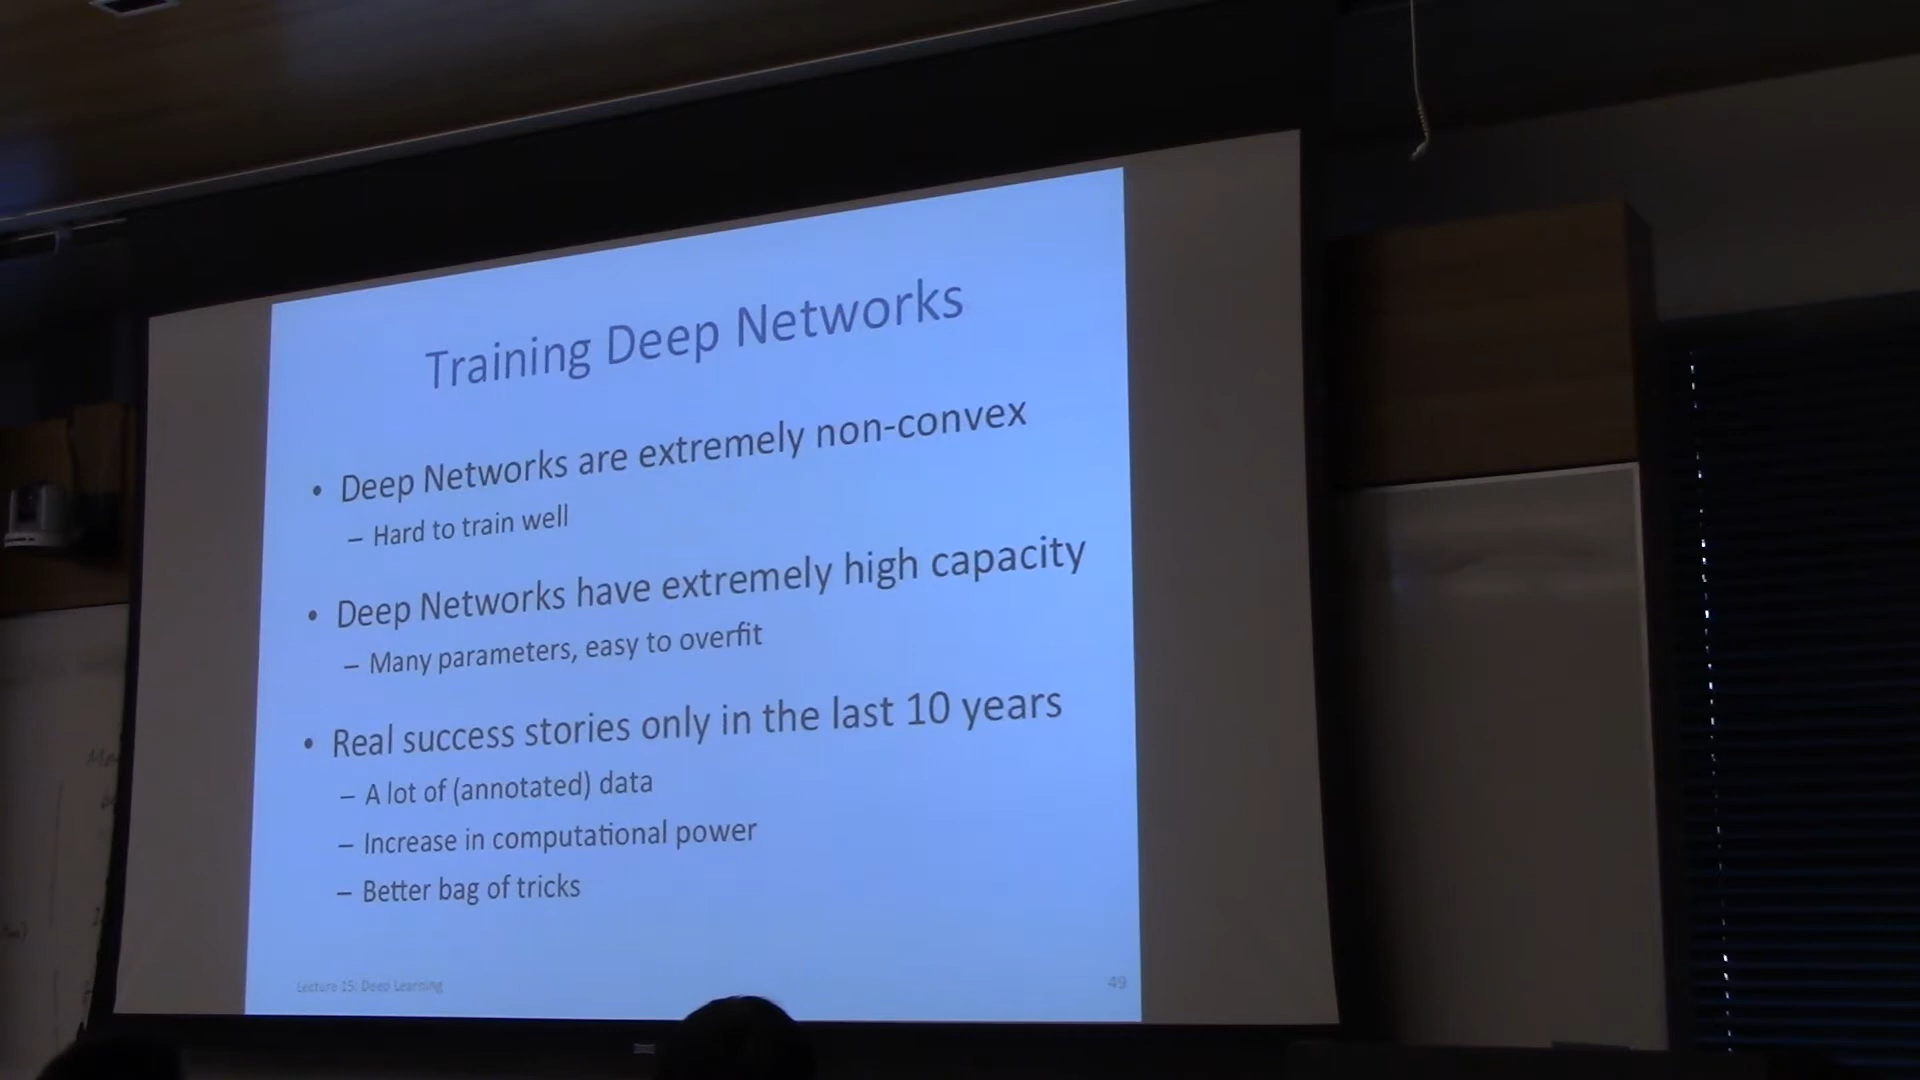 Training Deep Networks
• Deep Networks are extremely non-convex
– Hard to train well
• Deep Networks have extremely high capacity
– Many parameters, easy to overfit
• Real success stories only in the last 10 years
– A lot of (annotated) data
– Increase in computational power
– Better bag of tricks
Lecture 15: Deep Learning
49